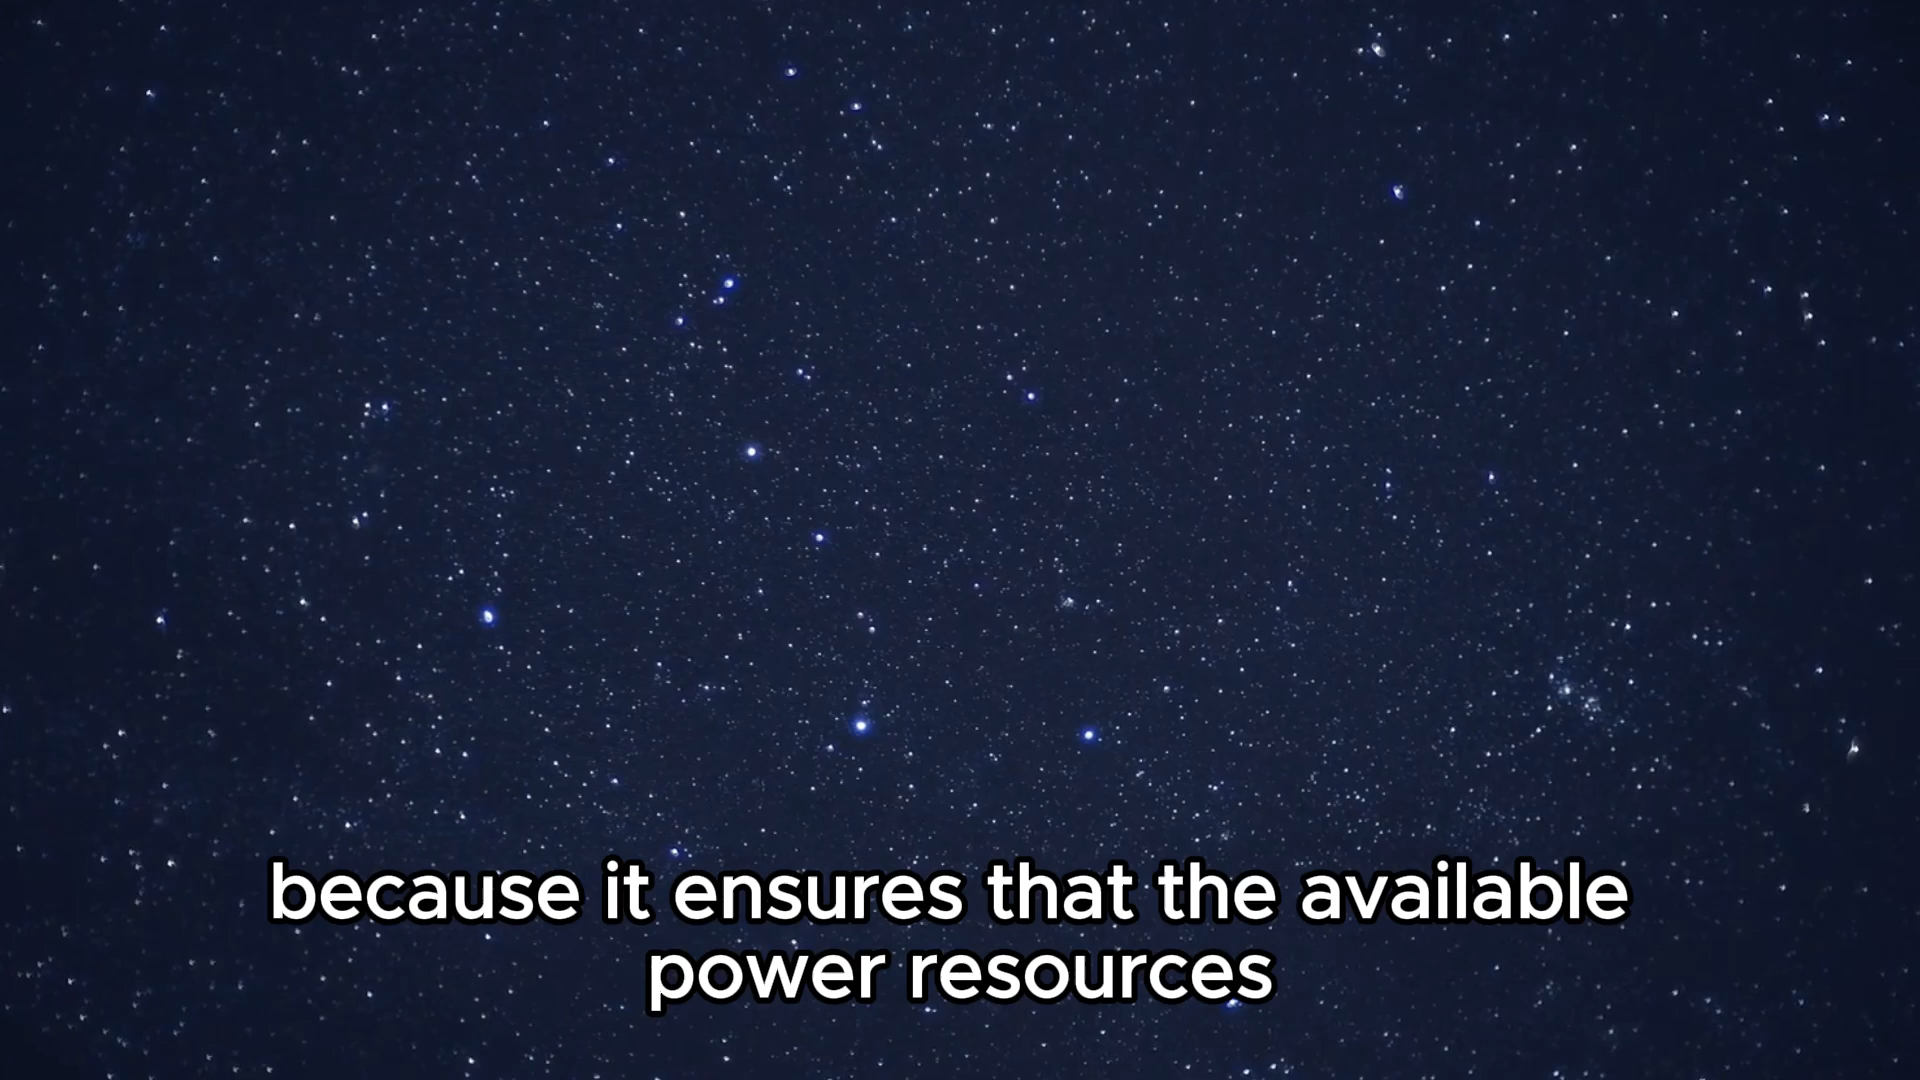 because it ensures that the available
power resources